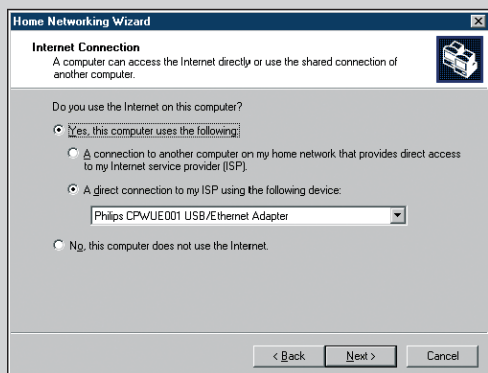 Home Networking Wizard
Internet Connection
A computer can access the Internet directly or use the shared connection of
another computer.
Do you use the Internet on this computer?
Yes, this computer uses the following:
A connection to another computer on my home network that provides direct access
to my Internet service provider (ISP).
A direct connection to my ISP using the following device:
Philips CPWUE001 USB/Ethernet Adapter
No, this computer does not use the Internet.
< Back
Next >
Cancel